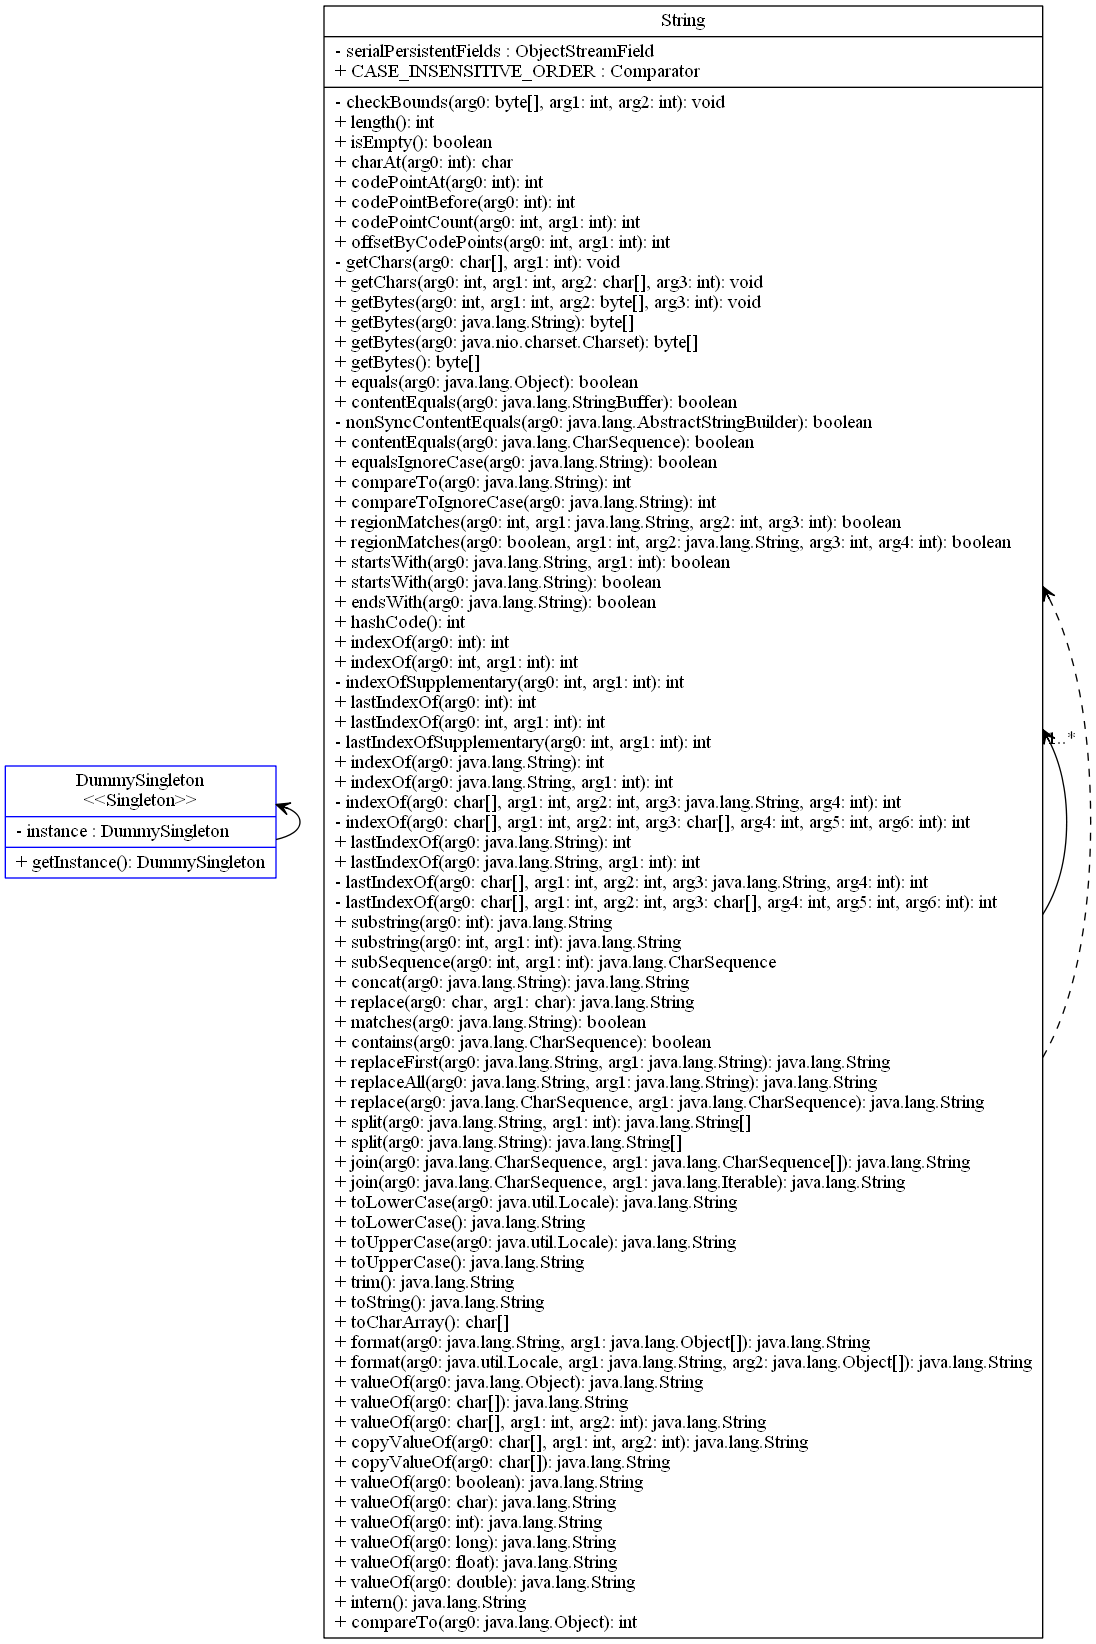 DummySingleton
<<Singleton>>
- instance : DummySingleton
+ getInstance(): DummySingleton
String
- serialPersistentFields : ObjectStreamField
+ CASE_INSENSITIVE_ORDER : Comparator
- checkBounds(arg0: byte[], arg1: int, arg2: int): void
+ length(): int
+ isEmpty(): boolean
+ charAt(arg0: int): char
+ codePointAt(arg0: int): int
+ codePointBefore(arg0: int): int
+ codePointCount(arg0: int, arg1: int): int
+ offsetByCodePoints(arg0: int, arg1: int): int
- getChars(arg0: char[], arg1: int): void
+ getChars(arg0: int, arg1: int, arg2: char[], arg3: int): void
+ getBytes(arg0: int, arg1: int, arg2: byte[], arg3: int): void
+ getBytes(arg0: java.lang.String): byte[]
+ getBytes(arg0: java.nio.charset.Charset): byte[]
+ getBytes(): byte[]
+ equals(arg0: java.lang.Object): boolean
+ contentEquals(arg0: java.lang.StringBuffer): boolean
- nonSyncContentEquals(arg0: java.lang.AbstractStringBuilder): boolean
+ contentEquals(arg0: java.lang.CharSequence): boolean
+ equalsIgnoreCase(arg0: java.lang.String): boolean
+ compareTo(arg0: java.lang.String): int
+ compareToIgnoreCase(arg0: java.lang.String): int
+ regionMatches(arg0: int, arg1: java.lang.String, arg2: int, arg3: int): boolean
+ regionMatches(arg0: boolean, arg1: int, arg2: java.lang.String, arg3: int, arg4: int): boolean
+ startsWith(arg0: java.lang.String, arg1: int): boolean
+ startsWith(arg0: java.lang.String): boolean
+ endsWith(arg0: java.lang.String): boolean
+ hashCode(): int
+ indexOf(arg0: int): int
+ indexOf(arg0: int, arg1: int): int
- indexOfSupplementary(arg0: int, arg1: int): int
+ lastIndexOf(arg0: int): int
+ lastIndexOf(arg0: int, arg1: int): int
- lastIndexOfSupplementary(arg0: int, arg1: int): int
+ indexOf(arg0: java.lang.String): int
+ indexOf(arg0: java.lang.String, arg1: int): int
- indexOf(arg0: char[], arg1: int, arg2: int, arg3: java.lang.String, arg4: int): int
- indexOf(arg0: char[], arg1: int, arg2: int, arg3: char[], arg4: int, arg5: int, arg6: int): int
+ lastIndexOf(arg0: java.lang.String): int
+ lastIndexOf(arg0: java.lang.String, arg1: int): int
- lastIndexOf(arg0: char[], arg1: int, arg2: int, arg3: java.lang.String, arg4: int): int
- lastIndexOf(arg0: char[], arg1: int, arg2: int, arg3: char[], arg4: int, arg5: int, arg6: int): int
+ substring(arg0: int): java.lang.String
+ substring(arg0: int, arg1: int): java.lang.String
+ subSequence(arg0: int, arg1: int): java.lang.CharSequence
+ concat(arg0: java.lang.String): java.lang.String
+ replace(arg0: char, arg1: char): java.lang.String
+ matches(arg0: java.lang.String): boolean
+ contains(arg0: java.lang.CharSequence): boolean
+ replaceFirst(arg0: java.lang.String, arg1: java.lang.String): java.lang.String
+ replaceAll(arg0: java.lang.String, arg1: java.lang.String): java.lang.String
+ replace(arg0: java.lang.CharSequence, arg1: java.lang.CharSequence): java.lang.String
+ split(arg0: java.lang.String, arg1: int): java.lang.String[]
+ split(arg0: java.lang.String): java.lang.String[]
+ join(arg0: java.lang.CharSequence, arg1: java.lang.CharSequence[]): java.lang.String
+ join(arg0: java.lang.CharSequence, arg1: java.lang.Iterable): java.lang.String
+ toLowerCase(arg0: java.util.Locale): java.lang.String
+ toLowerCase(): java.lang.String
+ toUpperCase(arg0: java.util.Locale): java.lang.String
+ toUpperCase(): java.lang.String
+ trim(): java.lang.String
+ toString(): java.lang.String
+ toCharArray(): char[]
+ format(arg0: java.lang.String, arg1: java.lang.Object[]): java.lang.String
+ format(arg0: java.util.Locale, arg1: java.lang.String, arg2: java.lang.Object[]): java.lang.String
+ valueOf(arg0: java.lang.Object): java.lang.String
+ valueOf(arg0: char[]): java.lang.String
+ valueOf(arg0: char[], arg1: int, arg2: int): java.lang.String
+ copyValueOf(arg0: char[], arg1: int, arg2: int): java.lang.String
+ copyValueOf(arg0: char[]): java.lang.String
+ valueOf(arg0: boolean): java.lang.String
+ valueOf(arg0: char): java.lang.String
+ valueOf(arg0: int): java.lang.String
+ valueOf(arg0: long): java.lang.String
+ valueOf(arg0: float): java.lang.String
+ valueOf(arg0: double): java.lang.String
+ intern(): java.lang.String
+ compareTo(arg0: java.lang.Object): int
1..*